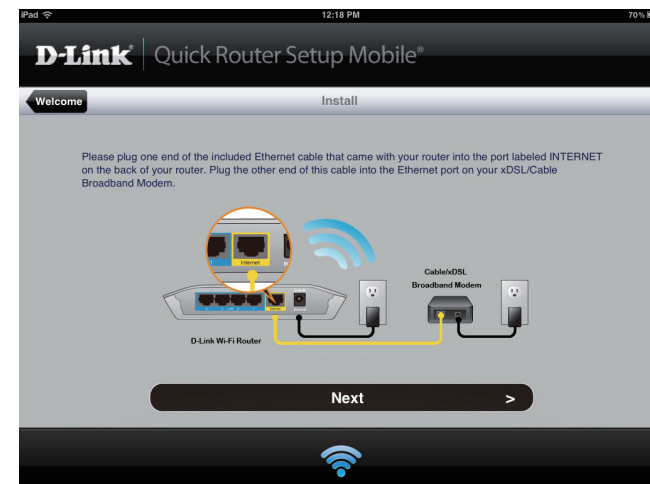 iPad 12:18 PM 70%
D-Link® Quick Router Setup Mobile®
Welcome Install
Please plug one end of the included Ethernet cable that came with your router into the port labeled INTERNET
on the back of your router. Plug the other end of this cable into the Ethernet port on your xDSL/Cable
Broadband Modem.
Internet
Cable/xDSL
Broadband Modem
D-Link Wi-Fi Router
Next >